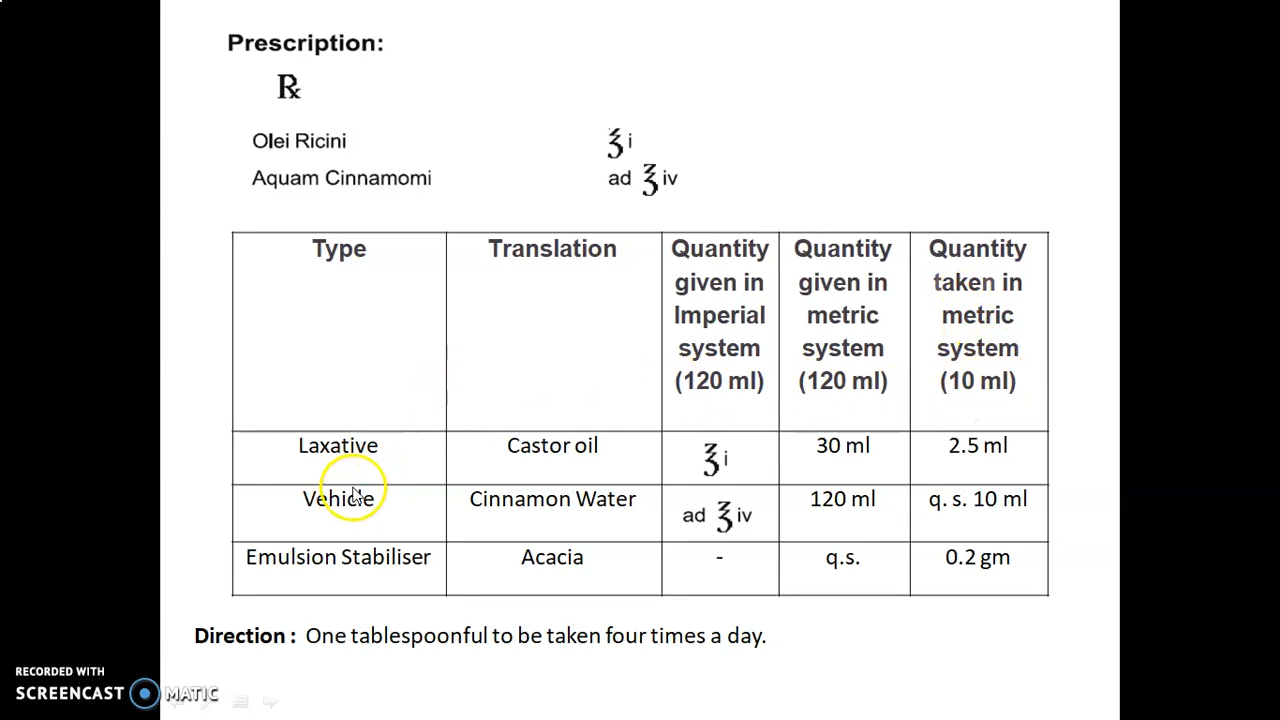 Prescription:
℞
Olei Ricini ℥ i
Aquam Cinnamomi ad ℥ iv
Type Translation Quantity given in Imperial system (120 ml) Quantity given in metric system (120 ml) Quantity taken in metric system (10 ml)
Laxative Castor oil ℥ i 30 ml 2.5 ml
Vehicle Cinnamon Water ad ℥ iv 120 ml q. s. 10 ml
Emulsion Stabiliser Acacia - q.s. 0.2 gm
Direction : One tablespoonful to be taken four times a day.
RECORDED WITH
SCREENCAST MATIC